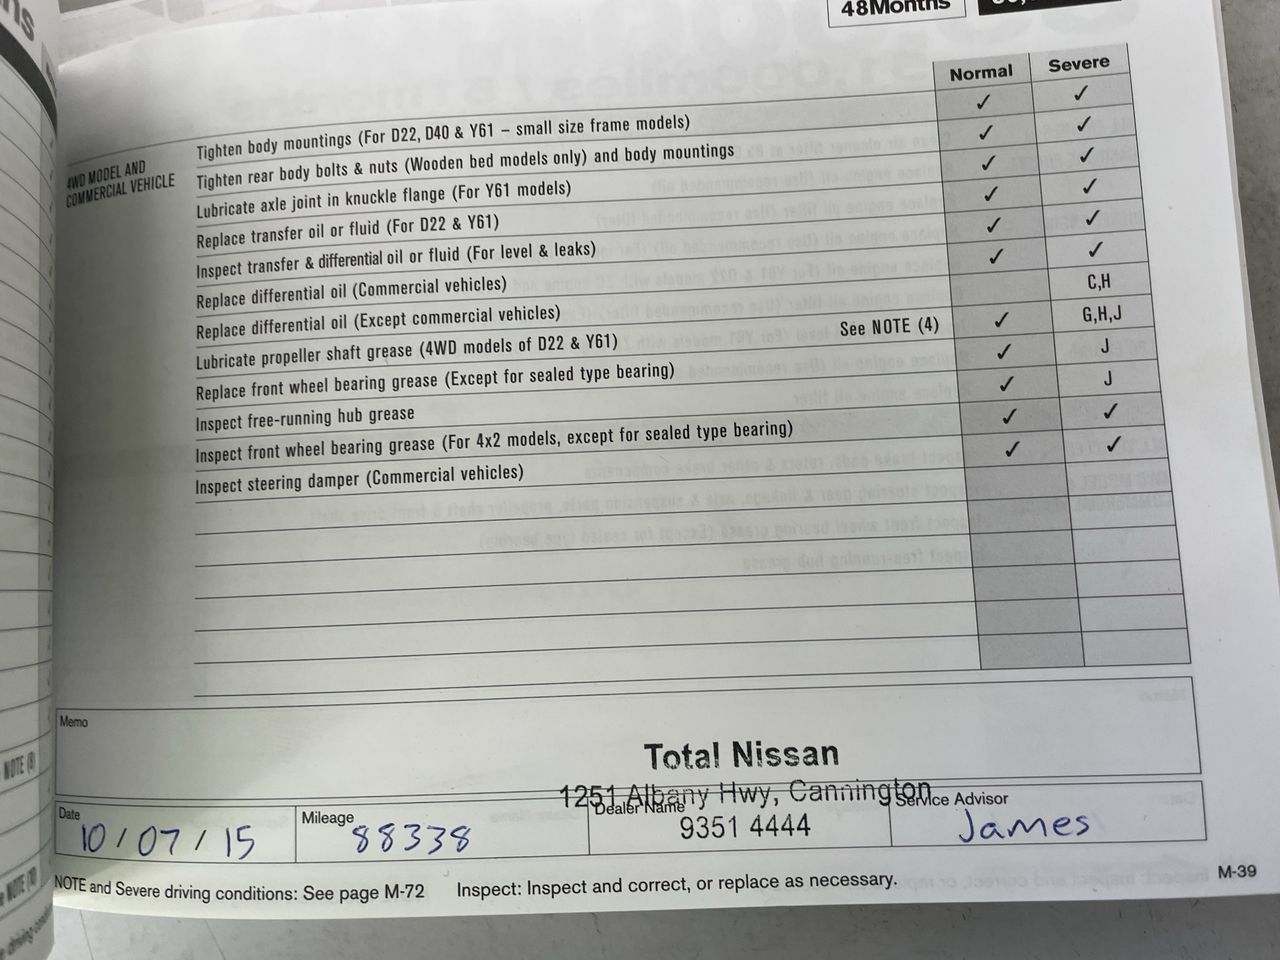 48Months
Normal Severe
4WD MODEL AND
COMMERCIAL VEHICLE
Tighten body mountings (For D22, D40 & Y61 – small size frame models) ✓ ✓
Tighten rear body bolts & nuts (Wooden bed models only) and body mountings ✓ ✓
Lubricate axle joint in knuckle flange (For Y61 models) ✓ ✓
Replace transfer oil or fluid (For D22 & Y61) ✓ ✓
Inspect transfer & differential oil or fluid (For level & leaks) ✓ ✓
Replace differential oil (Commercial vehicles) ✓ ✓
Replace differential oil (Except commercial vehicles) C,H
Lubricate propeller shaft grease (4WD models of D22 & Y61) See NOTE (4) ✓ G,H,J
Replace front wheel bearing grease (Except for sealed type bearing) ✓ J
Inspect free-running hub grease ✓ J
Inspect front wheel bearing grease (For 4x2 models, except for sealed type bearing) ✓ ✓
Inspect steering damper (Commercial vehicles) ✓ ✓
Memo
Total Nissan
1251 Albany Hwy, Cannington
9351 4444
Date
10/07/15
Mileage
88338
Dealer Name
Service Advisor
James
NOTE and Severe driving conditions: See page M-72 Inspect: Inspect and correct, or replace as necessary.
M-39
NOTE (8)